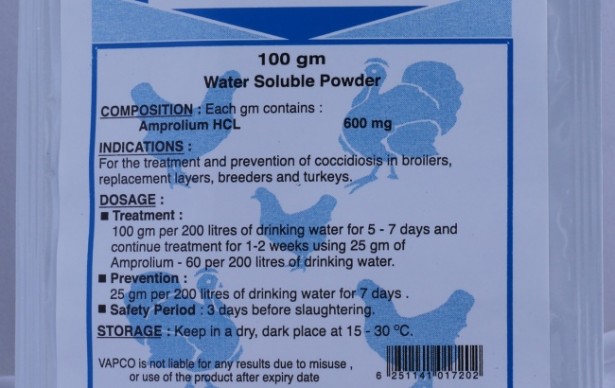 100 gm
Water Soluble Powder
COMPOSITION : Each gm contains :
Amprolium HCL 600 mg
INDICATIONS :
For the treatment and prevention of coccidiosis in broilers,
replacement layers, breeders and turkeys.
DOSAGE :
■ Treatment :
100 gm per 200 litres of drinking water for 5 - 7 days and
continue treatment for 1-2 weeks using 25 gm of
Amprolium - 60 per 200 litres of drinking water.
■ Prevention :
25 gm per 200 litres of drinking water for 7 days .
■ Safety Period : 3 days before slaughtering.
STORAGE : Keep in a dry, dark place at 15 - 30 ºC.
VAPCO is not liable for any results due to misuse ,
or use of the product after expiry date
6 251141 017202